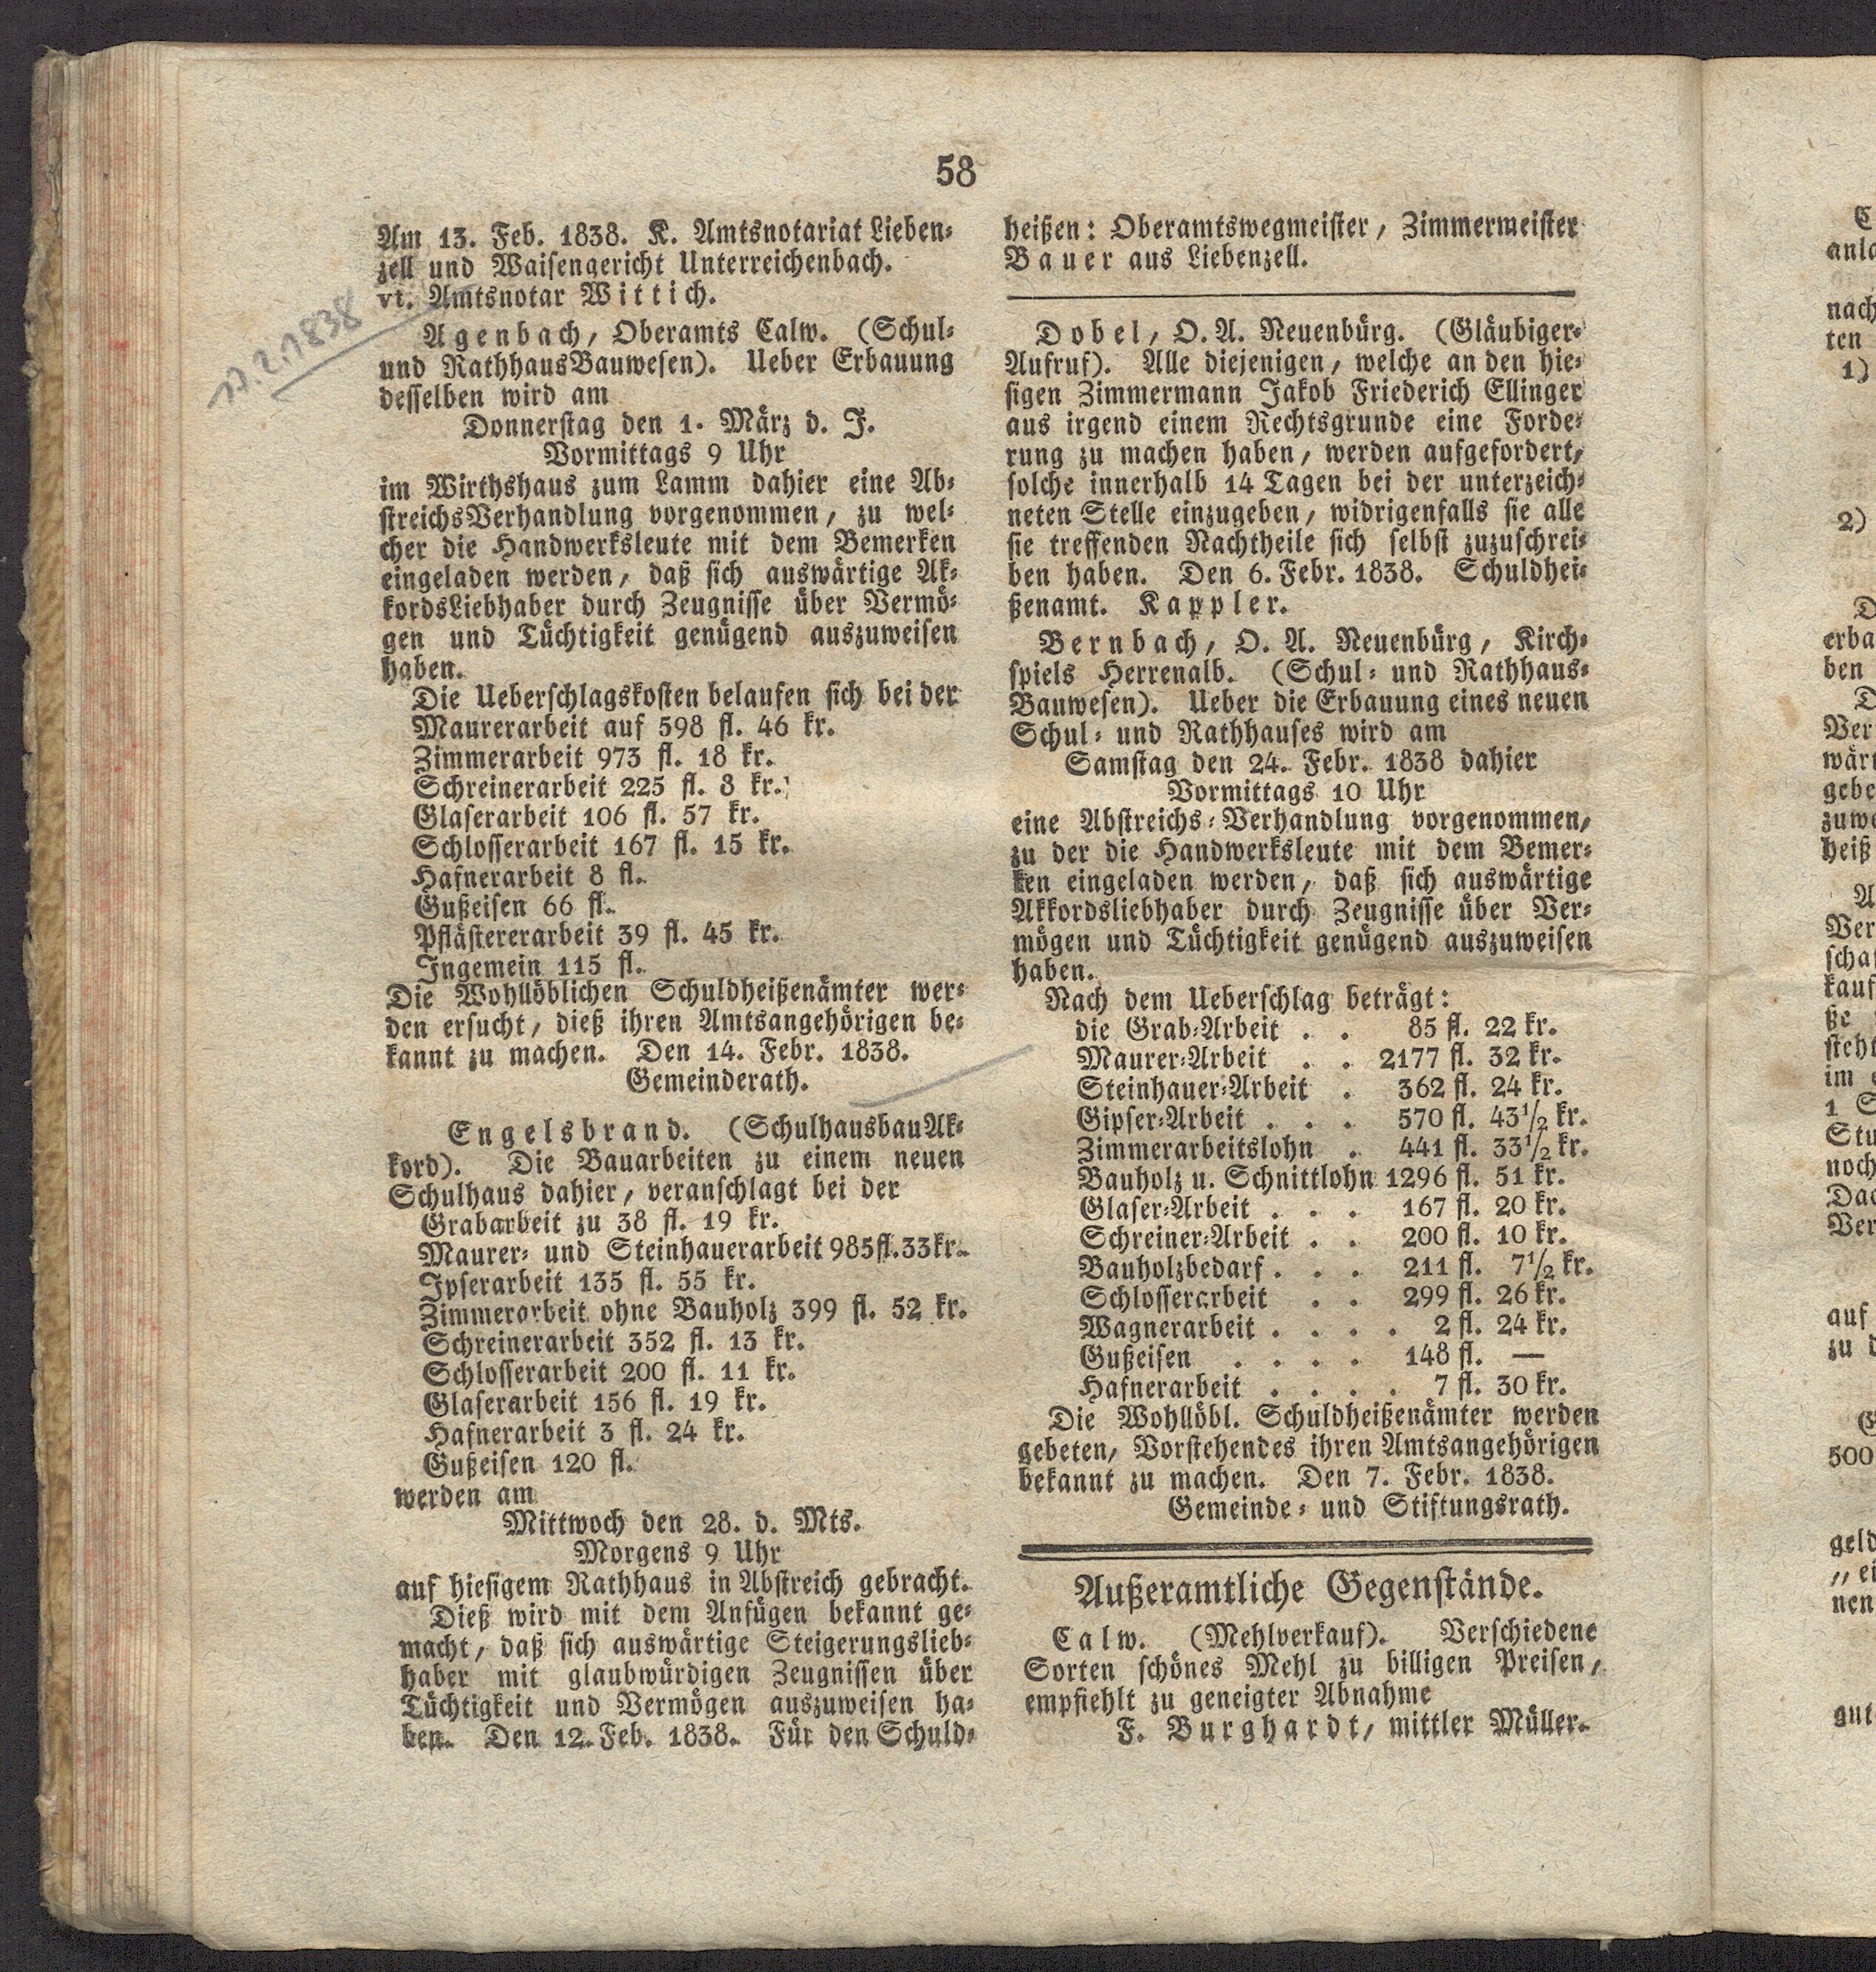 58
Am 13. Feb. 1838. K. Amtsnotariat Lieben-
zell und Waisengericht Unterreichenbach.
vt. Amtsnotar Wittich.
17.2.1838
Agenbach, Oberamts Calw. (Schul-
und RathhausBauwesen). Ueber Erbauung
desselben wird am
Donnerstag den 1. März d. J.
Vormittags 9 Uhr
im Wirthshaus zum Lamm dahier eine Ab-
streichsVerhandlung vorgenommen, zu wel-
cher die Handwerksleute mit dem Bemerken
eingeladen werden, daß sich auswärtige Ak-
kordsLiebhaber durch Zeugnisse über Vermö-
gen und Tüchtigkeit genügend auszuweisen
haben.
Die Ueberschlagskosten belaufen sich bei der
Maurerarbeit auf 598 fl. 46 kr.
Zimmerarbeit 973 fl. 18 kr.
Schreinerarbeit 225 fl. 8 kr.
Glaserarbeit 106 fl. 57 kr.
Schlosserarbeit 167 fl. 15 kr.
Hafnerarbeit 8 fl.
Gußeisen 66 fl.
Pflästererarbeit 39 fl. 45 kr.
Ingemein 115 fl.
Die Wohllöblichen Schuldheißenämter wer-
den ersucht, dieß ihren Amtsangehörigen be-
kannt zu machen. Den 14. Febr. 1838.
Gemeinderath.
Engelsbrand. (SchulhausbauAk-
kord). Die Bauarbeiten zu einem neuen
Schulhaus dahier, veranschlagt bei der
Grabarbeit zu 38 fl. 19 kr.
Maurer- und Steinhauerarbeit 985 fl. 33 kr.
Ipserarbeit 135 fl. 55 kr.
Zimmerarbeit ohne Bauholz 399 fl. 52 kr.
Schreinerarbeit 352 fl. 13 kr.
Schlosserarbeit 200 fl. 11 kr.
Glaserarbeit 156 fl. 19 kr.
Hafnerarbeit 3 fl. 24 kr.
Gußeisen 120 fl.
werden am
Mittwoch den 28. d. Mts.
Morgens 9 Uhr
auf hiesigem Rathhaus in Abstreich gebracht.
Dieß wird mit dem Anfügen bekannt ge-
macht, daß sich auswärtige Steigerungslieb-
haber mit glaubwürdigen Zeugnissen über
Tüchtigkeit und Vermögen auszuweisen ha-
ben. Den 12. Feb. 1838. Für den Schuld-
heißen: Oberamtswegmeister, Zimmermeister
Bauer aus Liebenzell.
Dobel, O. A. Neuenbürg. (Gläubiger-
Aufruf). Alle diejenigen, welche an den hie-
sigen Zimmermann Jakob Friederich Ellinger
aus irgend einem Rechtsgrunde eine Forde-
rung zu machen haben, werden aufgefordert,
solche innerhalb 14 Tagen bei der unterzeich-
neten Stelle einzugeben, widrigenfalls sie alle
sie treffenden Nachtheile sich selbst zuzuschrei-
ben haben. Den 6. Febr. 1838. Schuldhei-
ßenamt. Kappler.
Bernbach, O. A. Neuenbürg, Kirch-
spiels Herrenalb. (Schul- und Rathhaus-
Bauwesen). Ueber die Erbauung eines neuen
Schul- und Rathhauses wird am
Samstag den 24. Febr. 1838 dahier
Vormittags 10 Uhr
eine Abstreichs-Verhandlung vorgenommen,
zu der die Handwerksleute mit dem Bemer-
ken eingeladen werden, daß sich auswärtige
Akkordsliebhaber durch Zeugnisse über Ver-
mögen und Tüchtigkeit genügend auszuweisen
haben.
Nach dem Ueberschlag beträgt:
die Grab-Arbeit . . 85 fl. 22 kr.
Maurer-Arbeit . . 2177 fl. 32 kr.
Steinhauer-Arbeit . 362 fl. 24 kr.
Gipser-Arbeit . . . 570 fl. 43 1/2 kr.
Zimmerarbeitslohn . 441 fl. 33 1/2 kr.
Bauholz u. Schnittlohn 1296 fl. 51 kr.
Glaser-Arbeit . . . 167 fl. 20 kr.
Schreiner-Arbeit . . 200 fl. 10 kr.
Bauholzbedarf . . . 211 fl. 7 1/2 kr.
Schlosserarbeit . . 299 fl. 26 kr.
Wagnerarbeit . . . . 2 fl. 24 kr.
Gußeisen . . . . 148 fl. —
Hafnerarbeit . . . . 7 fl. 30 kr.
Die Wohllöbl. Schuldheißenämter werden
gebeten, Vorstehendes ihren Amtsangehörigen
bekannt zu machen. Den 7. Febr. 1838.
Gemeinde- und Stiftungsrath.
Außeramtliche Gegenstände.
Calw. (Mehlverkauf). Verschiedene
Sorten schönes Mehl zu billigen Preisen,
empfiehlt zu geneigter Abnahme
F. Burghardt, mittler Müller.